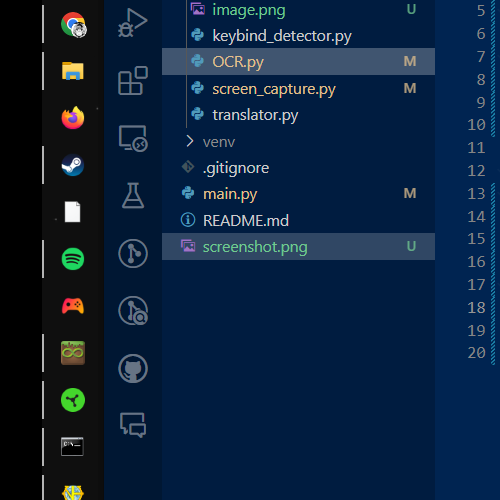 image.png U
keybind_detector.py
OCR.py M
screen_capture.py M
translator.py
venv
.gitignore
main.py M
README.md
screenshot.png U
5
6
7
8
9
10
11
12
13
14
15
16
17
18
19
20